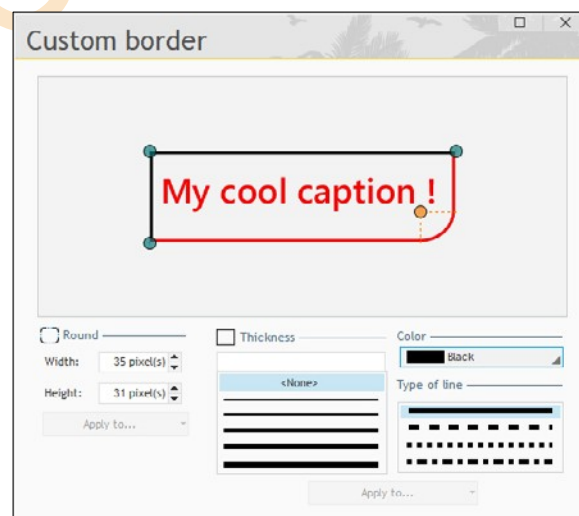 Custom border
My cool caption !
Round
Thickness
Color
Width: 35 pixel(s)
Black
<None>
Type of line
Height: 31 pixel(s)
Apply to...
Apply to...